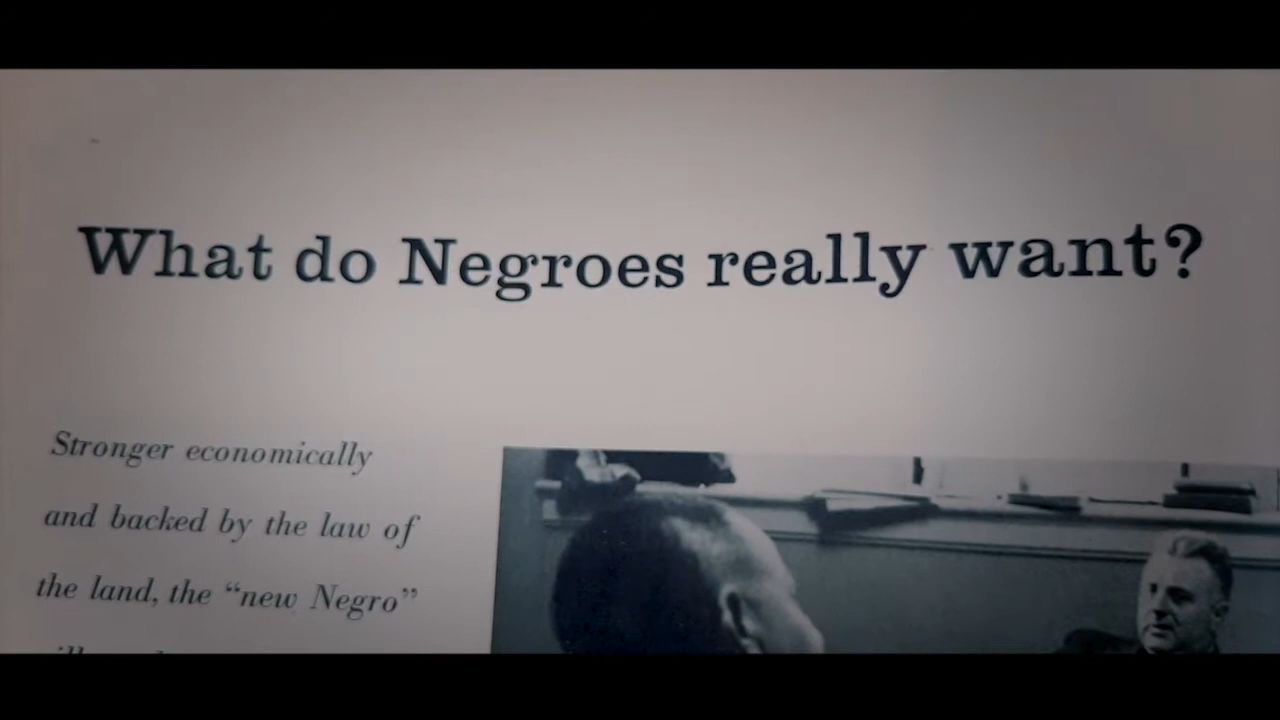 What do Negroes really want?
Stronger economically
and backed by the law of
the land, the “new Negro”